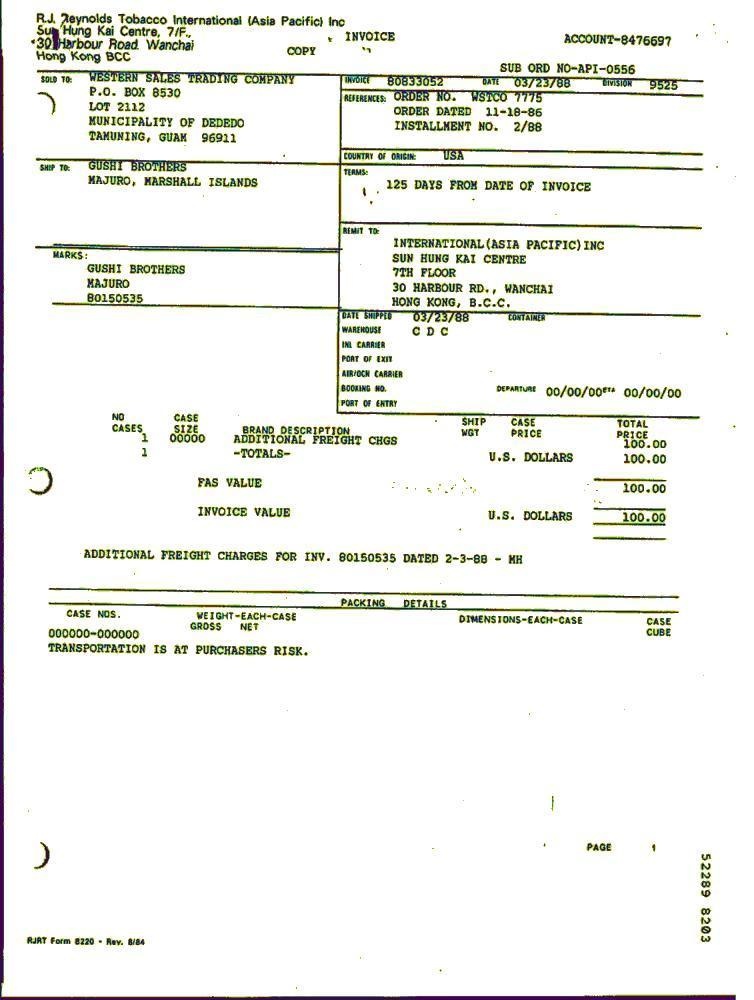 R.J. Reynolds Tobacco International (Asia Pacific) Inc
Sun Hung Kai Centre, 7/F.,
30 Harbour Road Wanchai
Hong Kong BCC
INVOICE
COPY
ACCOUNT-8476697
SUB ORD NO-API-0556
SOLD TO: WESTERN SALES TRADING COMPANY
P.O. BOX 8530
LOT 2112
MUNICIPALITY OF DEDEDO
TAMUNING, GUAM 96911
INVOICE 80833052 DATE 03/23/88 DIVISION 9525
REFERENCES: ORDER NO. WSTCO 7775
ORDER DATED 11-18-86
INSTALLMENT NO. 2/88
COUNTRY OF ORIGIN: USA
SHIP TO: GUSHI BROTHERS
MAJURO, MARSHALL ISLANDS
TERMS:
125 DAYS FROM DATE OF INVOICE
REMIT TO:
INTERNATIONAL(ASIA PACIFIC)INC
SUN HUNG KAI CENTRE
7TH FLOOR
30 HARBOUR RD., WANCHAI
HONG KONG, B.C.C.
MARKS:
GUSHI BROTHERS
MAJURO
80150535
DATE SHIPPED 03/23/88 CONTAINER
WAREHOUSE C D C
INL CARRIER
PORT OF EXIT
AIR/OCN CARRIER
BOOKING NO. DEPARTURE 00/00/00 ETA 00/00/00
PORT OF ENTRY
NO CASE SHIP CASE TOTAL
CASES SIZE BRAND DESCRIPTION WGT PRICE PRICE
1 00000 ADDITIONAL FREIGHT CHGS 100.00
1 -TOTALS- U.S. DOLLARS 100.00
FAS VALUE 100.00
INVOICE VALUE U.S. DOLLARS 100.00
ADDITIONAL FREIGHT CHARGES FOR INV. 80150535 DATED 2-3-88 - MH
PACKING DETAILS
CASE NOS. WEIGHT-EACH-CASE DIMENSIONS-EACH-CASE CASE
GROSS NET CUBE
000000-000000
TRANSPORTATION IS AT PURCHASERS RISK.
PAGE 1
52289 8203
RJRT Form 8220 - Rev. 8/84